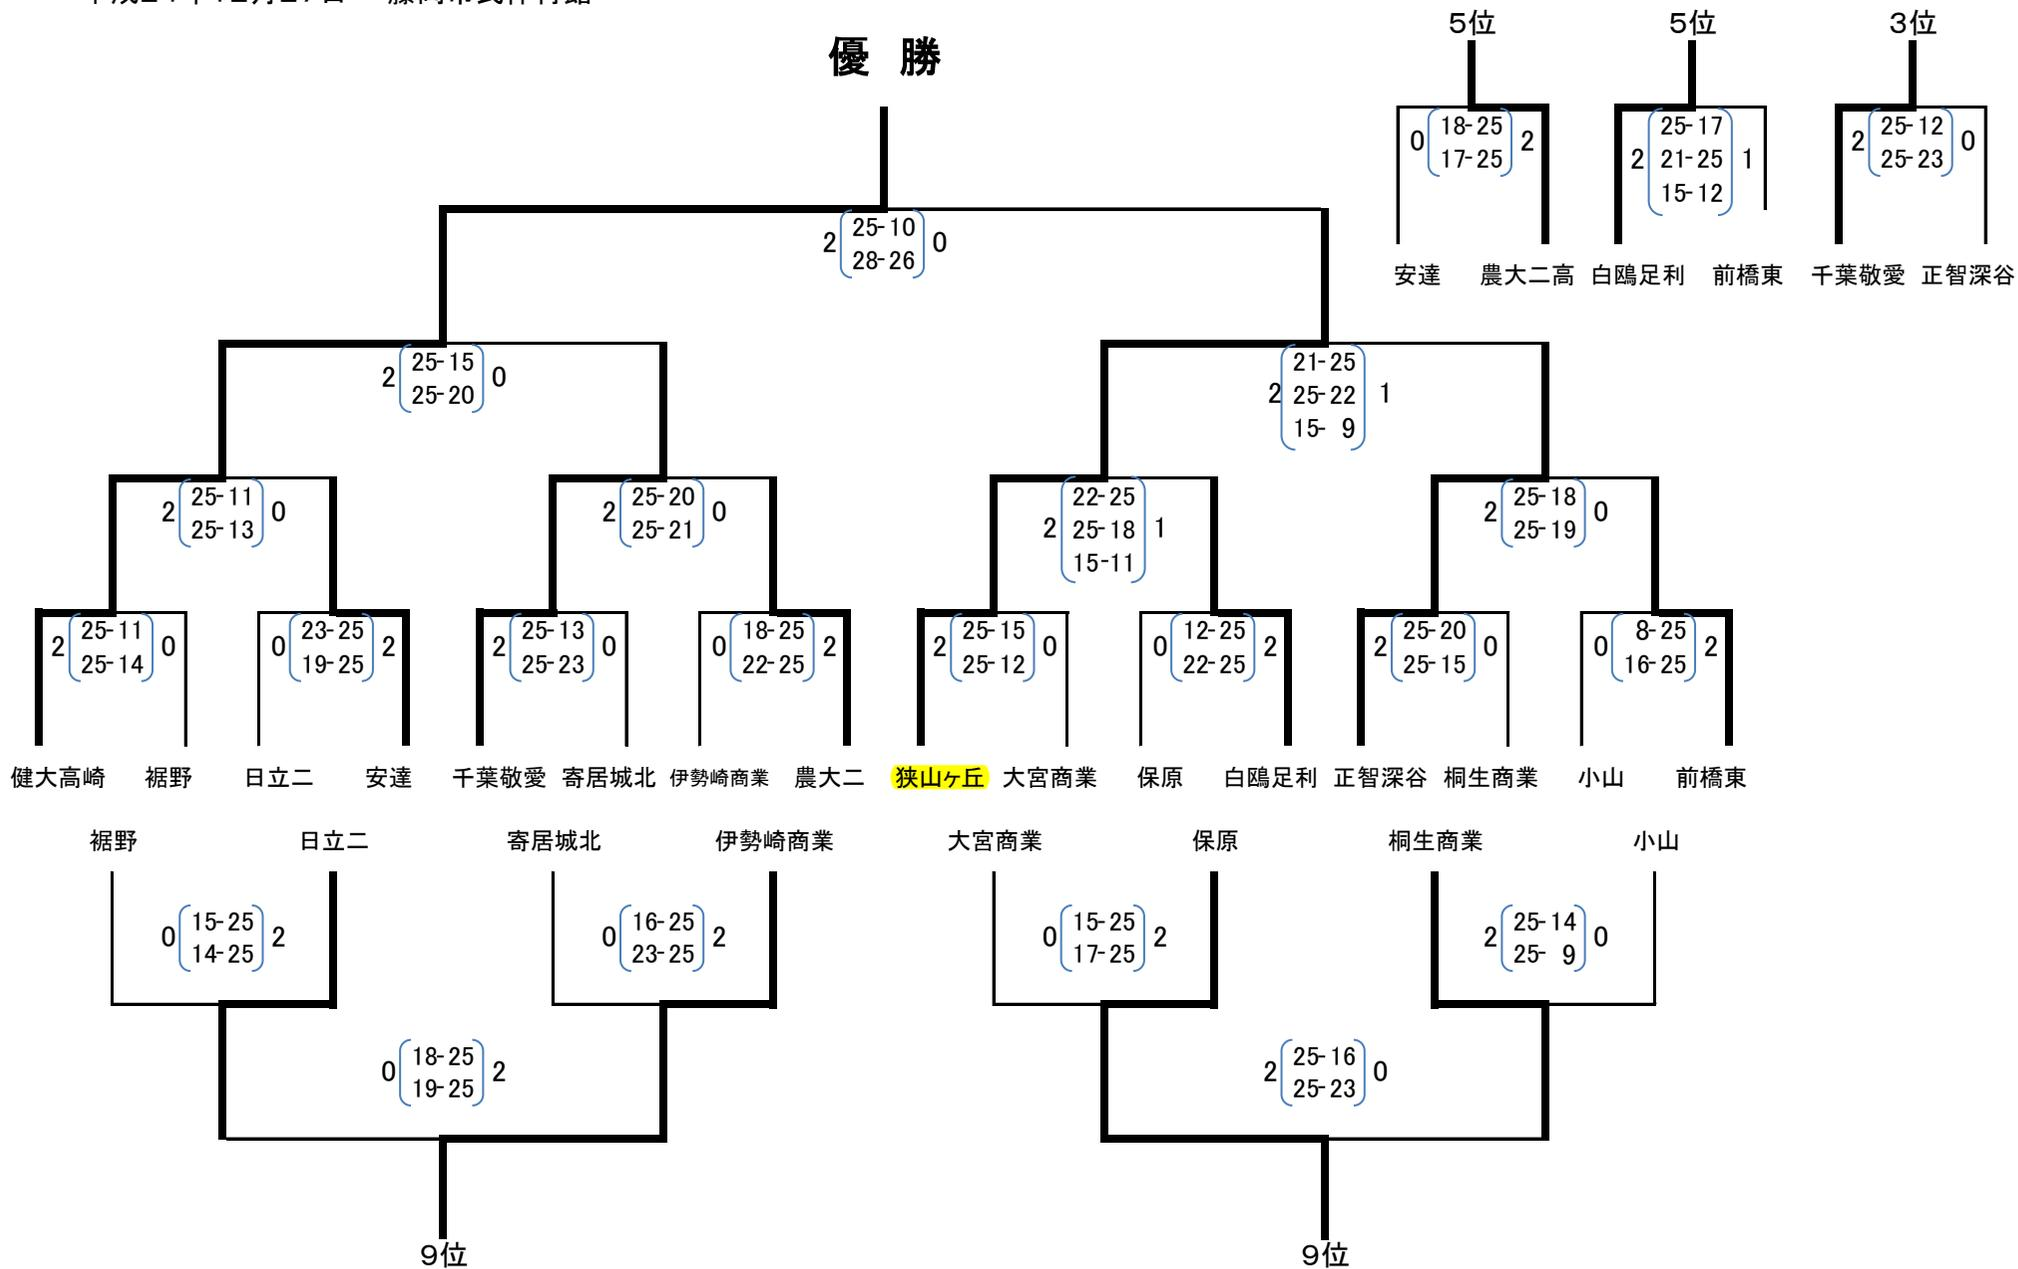 5位 5位 3位
優 勝
0 18-25 2
17-25
2 25-17 1
21-25
15-12
2 25-12 0
25-23
安達 農大二高 白鴎足利 前橋東 千葉敬愛 正智深谷
2 25-10 0
28-26
2 25-15 0
25-20
2 21-25 1
25-22
15- 9
2 25-11 0
25-13
2 25-20 0
25-21
2 22-25 1
25-18
15-11
2 25-18 0
25-19
2 25-11 0
25-14
0 23-25 2
19-25
2 25-13 0
25-23
0 18-25 2
22-25
2 25-15 0
25-12
0 12-25 2
22-25
2 25-20 0
25-15
0 8-25 2
16-25
健大高崎 裾野 日立二 安達 千葉敬愛 寄居城北 伊勢崎商業 農大二 狭山ヶ丘 大宮商業 保原 白鴎足利 正智深谷 桐生商業 小山 前橋東
裾野 日立二 寄居城北 伊勢崎商業 大宮商業 保原 桐生商業 小山
0 15-25 2
14-25
0 16-25 2
23-25
0 15-25 2
17-25
2 25-14 0
25- 9
0 18-25 2
19-25
2 25-16 0
25-23
9位 9位